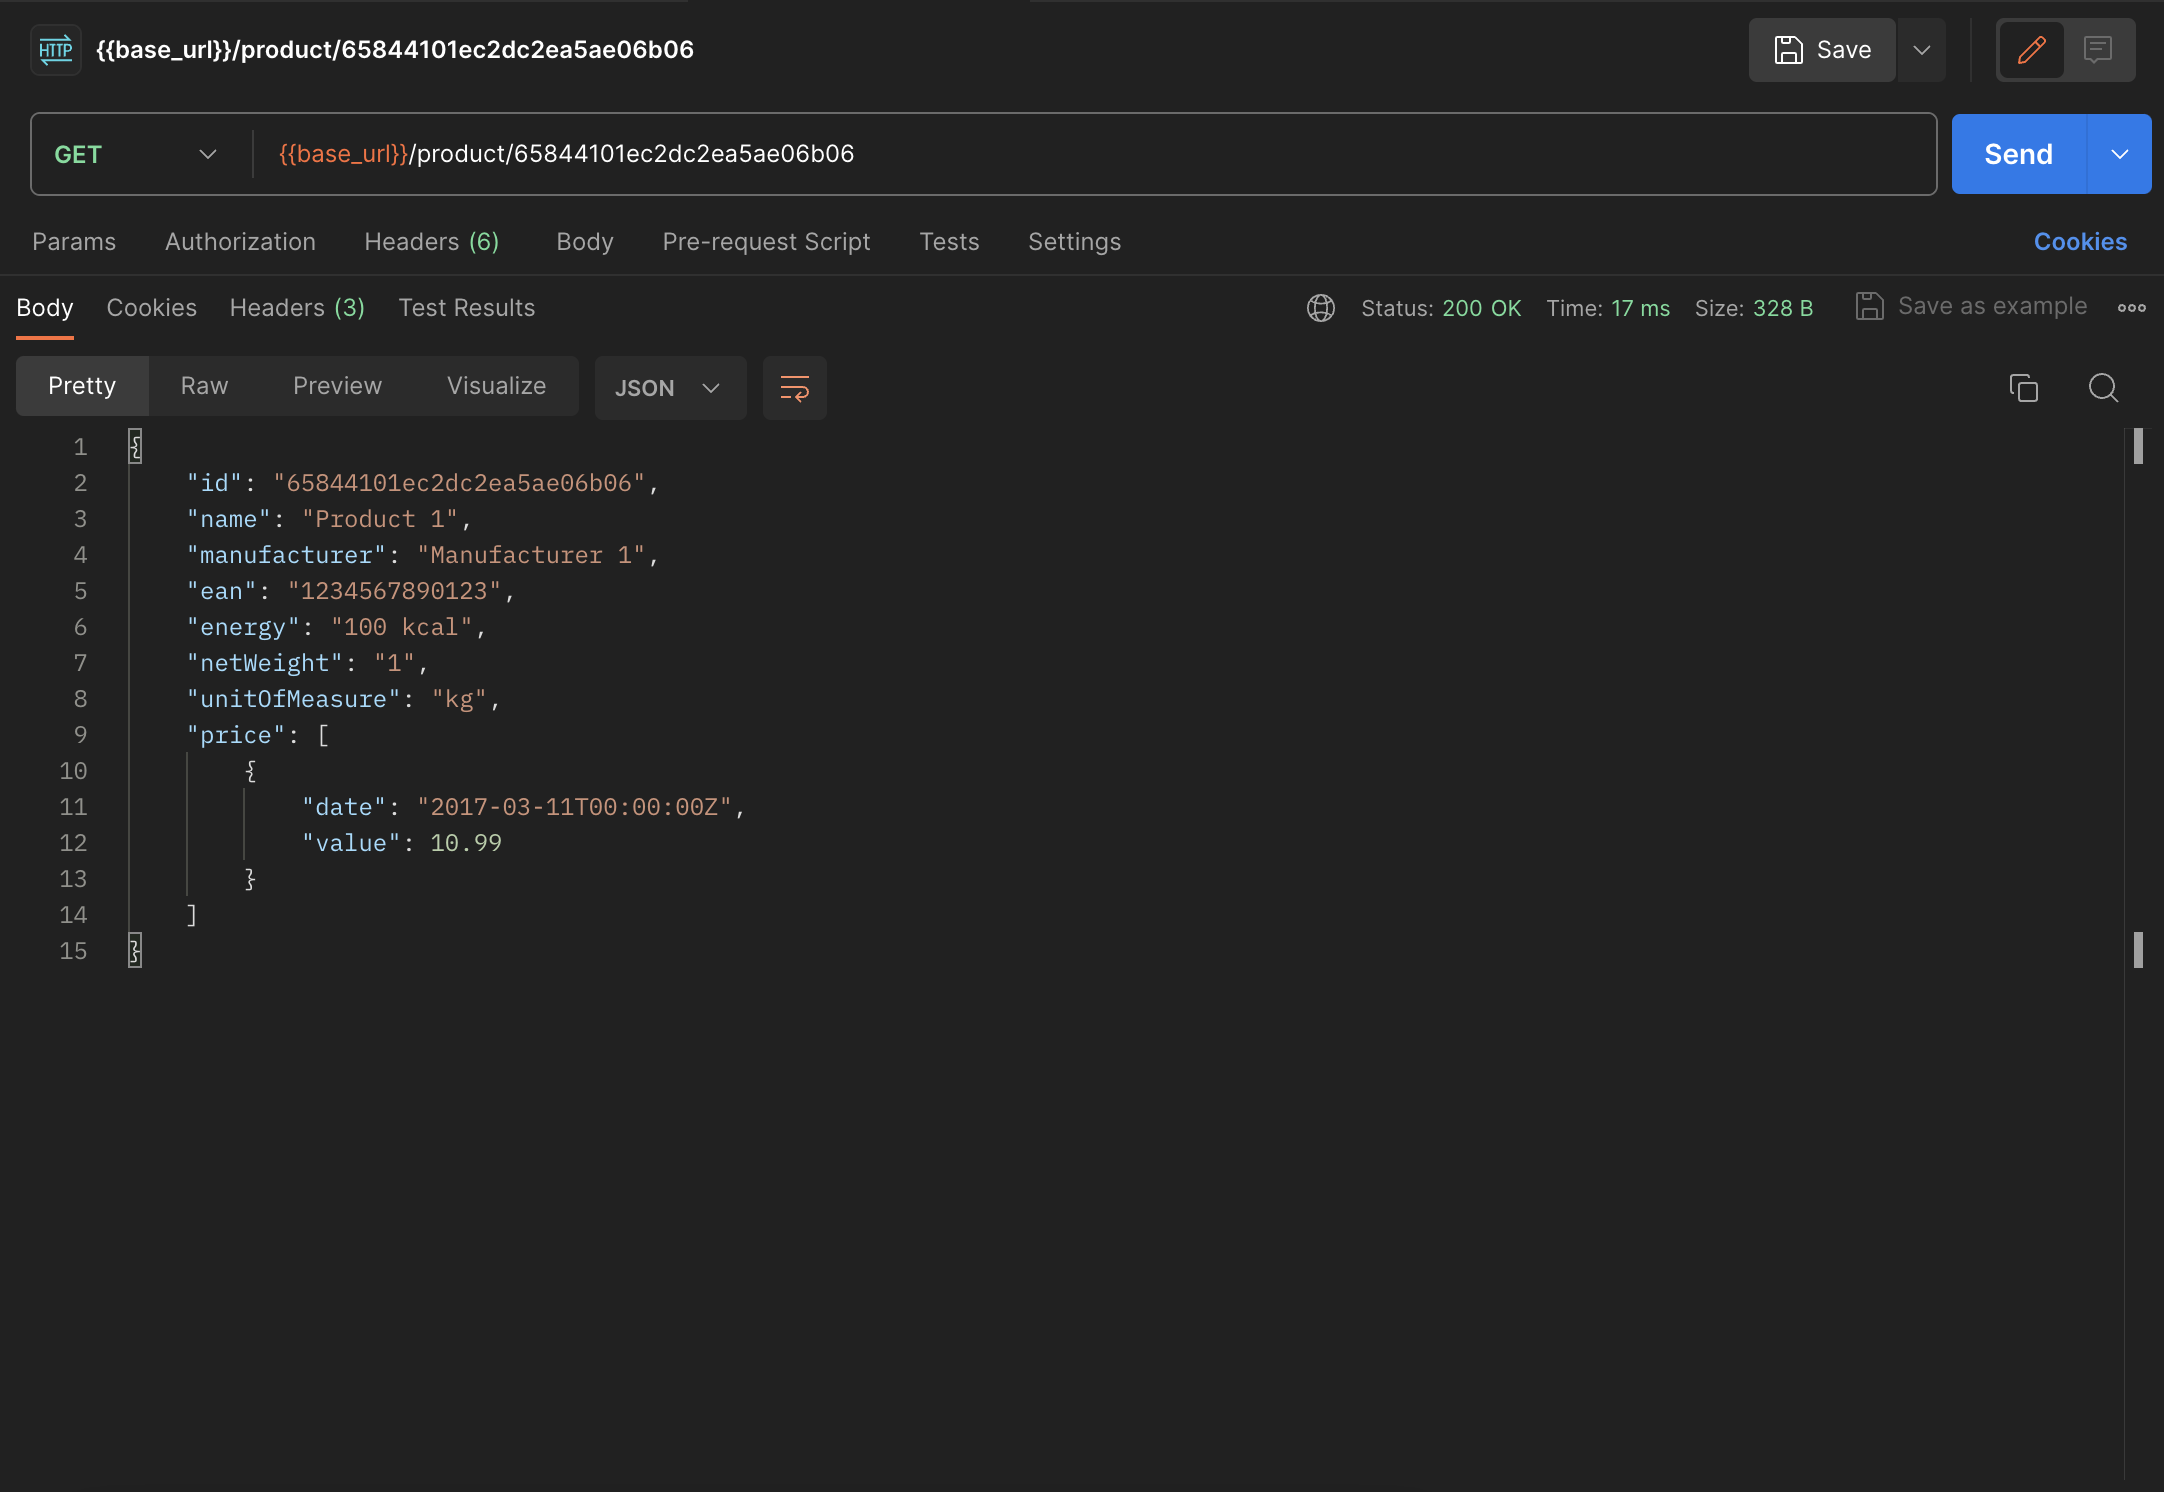 HTTP {{base_url}}/product/65844101ec2dc2ea5ae06b06 Save
GET {{base_url}}/product/65844101ec2dc2ea5ae06b06 Send
Params Authorization Headers (6) Body Pre-request Script Tests Settings Cookies
Body Cookies Headers (3) Test Results Status: 200 OK Time: 17 ms Size: 328 B Save as example
Pretty Raw Preview Visualize JSON
1 {
2 "id": "65844101ec2dc2ea5ae06b06",
3 "name": "Product 1",
4 "manufacturer": "Manufacturer 1",
5 "ean": "1234567890123",
6 "energy": "100 kcal",
7 "netWeight": "1",
8 "unitOfMeasure": "kg",
9 "price": [
10 {
11 "date": "2017-03-11T00:00:00Z",
12 "value": 10.99
13 }
14 ]
15 }